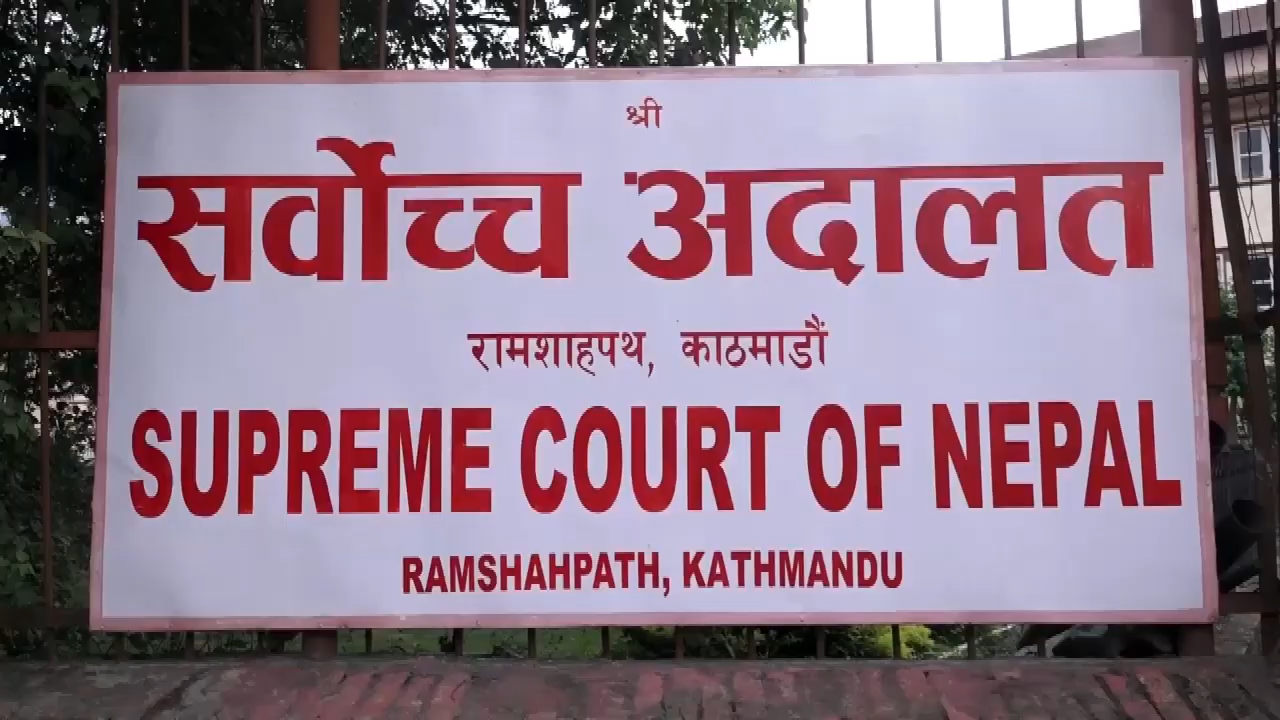 श्री
सर्वोच्च अदालत
रामशाहपथ, काठमाडौं
SUPREME COURT OF NEPAL
RAMSHAHPATH, KATHMANDU